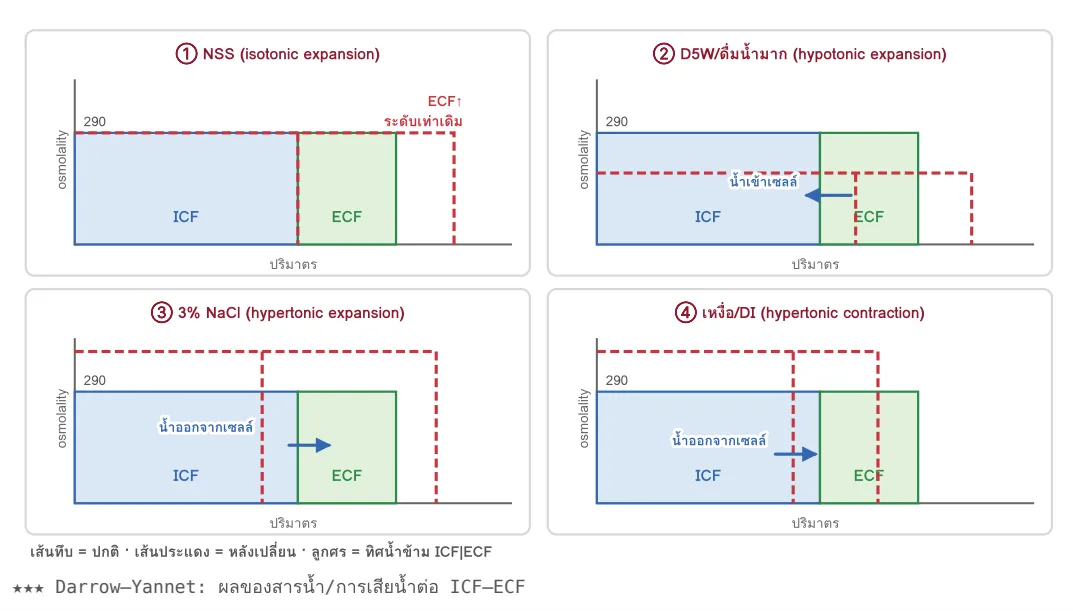 ① NSS (isotonic expansion)
ECF↑
ระดับเท่าเดิม
290
osmolality
ICF
ECF
ปริมาตร
② D5W/ดื่มน้ำมาก (hypotonic expansion)
290
osmolality
น้ำเข้าเซลล์
ICF
ECF
ปริมาตร
③ 3% NaCl (hypertonic expansion)
290
osmolality
น้ำออกจากเซลล์
ICF
ECF
ปริมาตร
④ เหงื่อ/DI (hypertonic contraction)
290
osmolality
น้ำออกจากเซลล์
ICF
ECF
ปริมาตร
เส้นทึบ = ปกติ · เส้นประแดง = หลังเปลี่ยน · ลูกศร = ทิศน้ำข้าม ICF|ECF
★★★ Darrow–Yannet: ผลของสารน้ำ/การเสียน้ำต่อ ICF–ECF